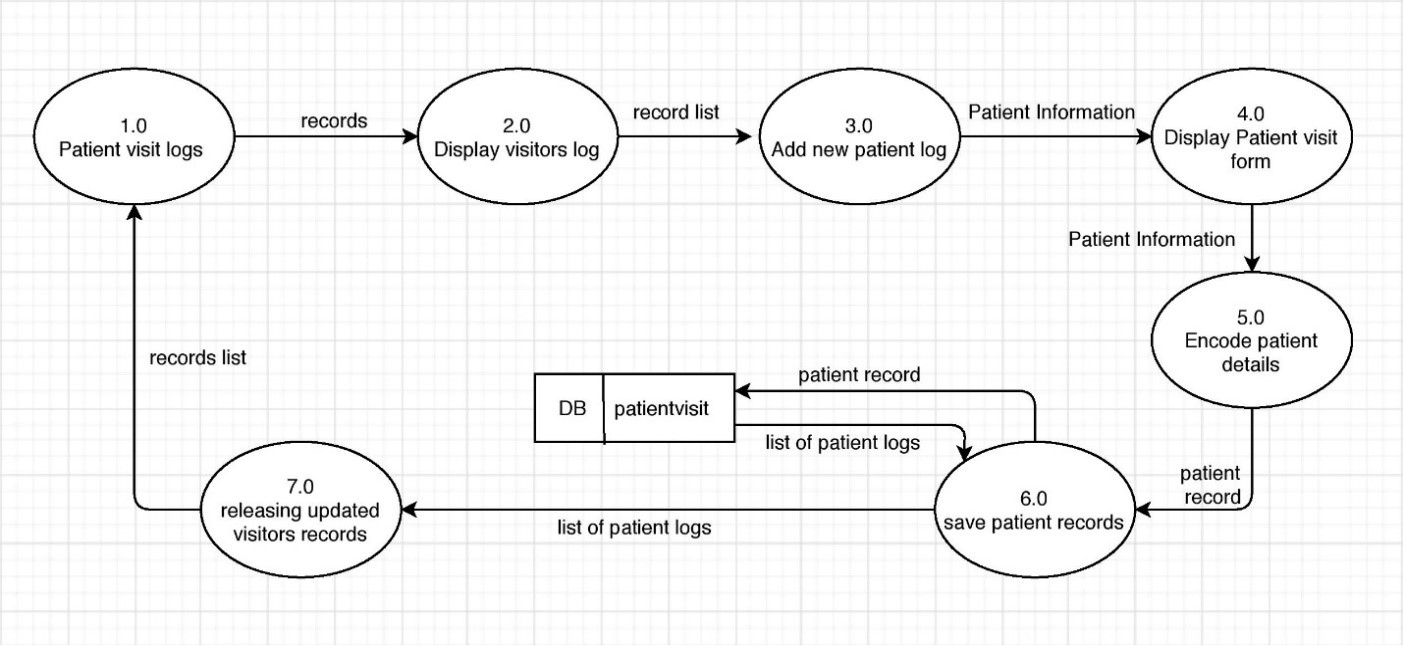 1.0
Patient visit logs
records
2.0
Display visitors log
record list
3.0
Add new patient log
Patient Information
4.0
Display Patient visit
form
Patient Information
5.0
Encode patient
details
records list
DB
patientvisit
patient record
list of patient logs
patient
record
6.0
save patient records
list of patient logs
7.0
releasing updated
visitors records